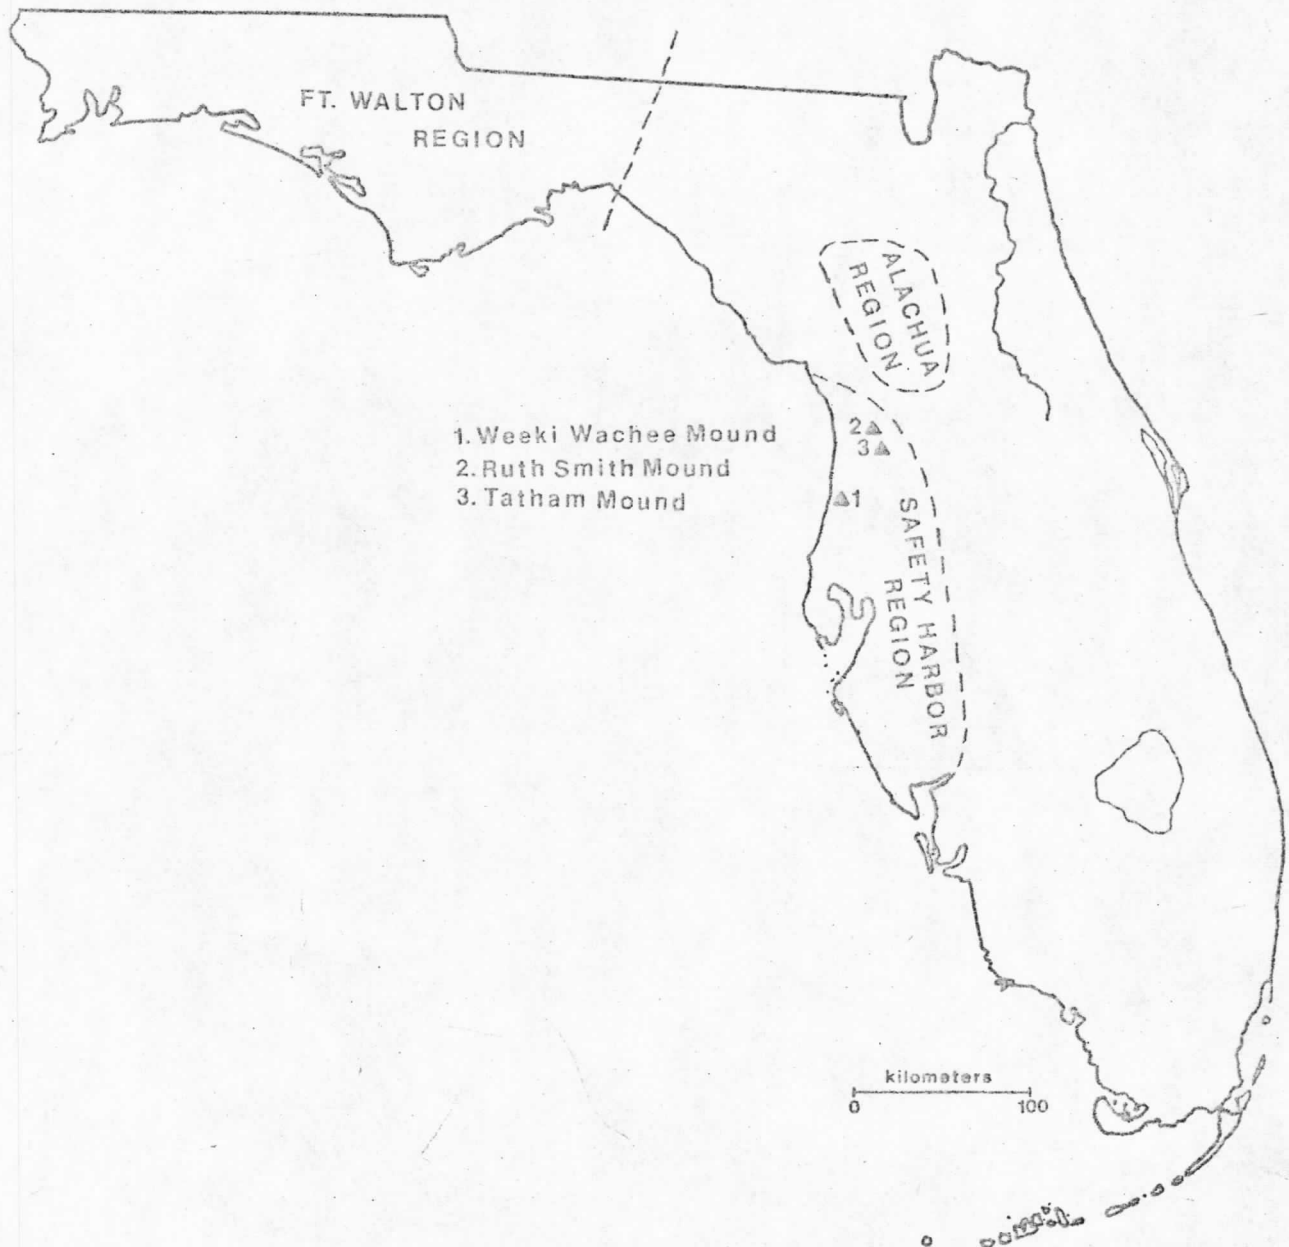 FT. WALTON
REGION
ALACHUA
REGION
1. Weeki Wachee Mound
2. Ruth Smith Mound
3. Tatham Mound
2
3
1
SAFETY HARBOR
REGION
kilometers
0 100